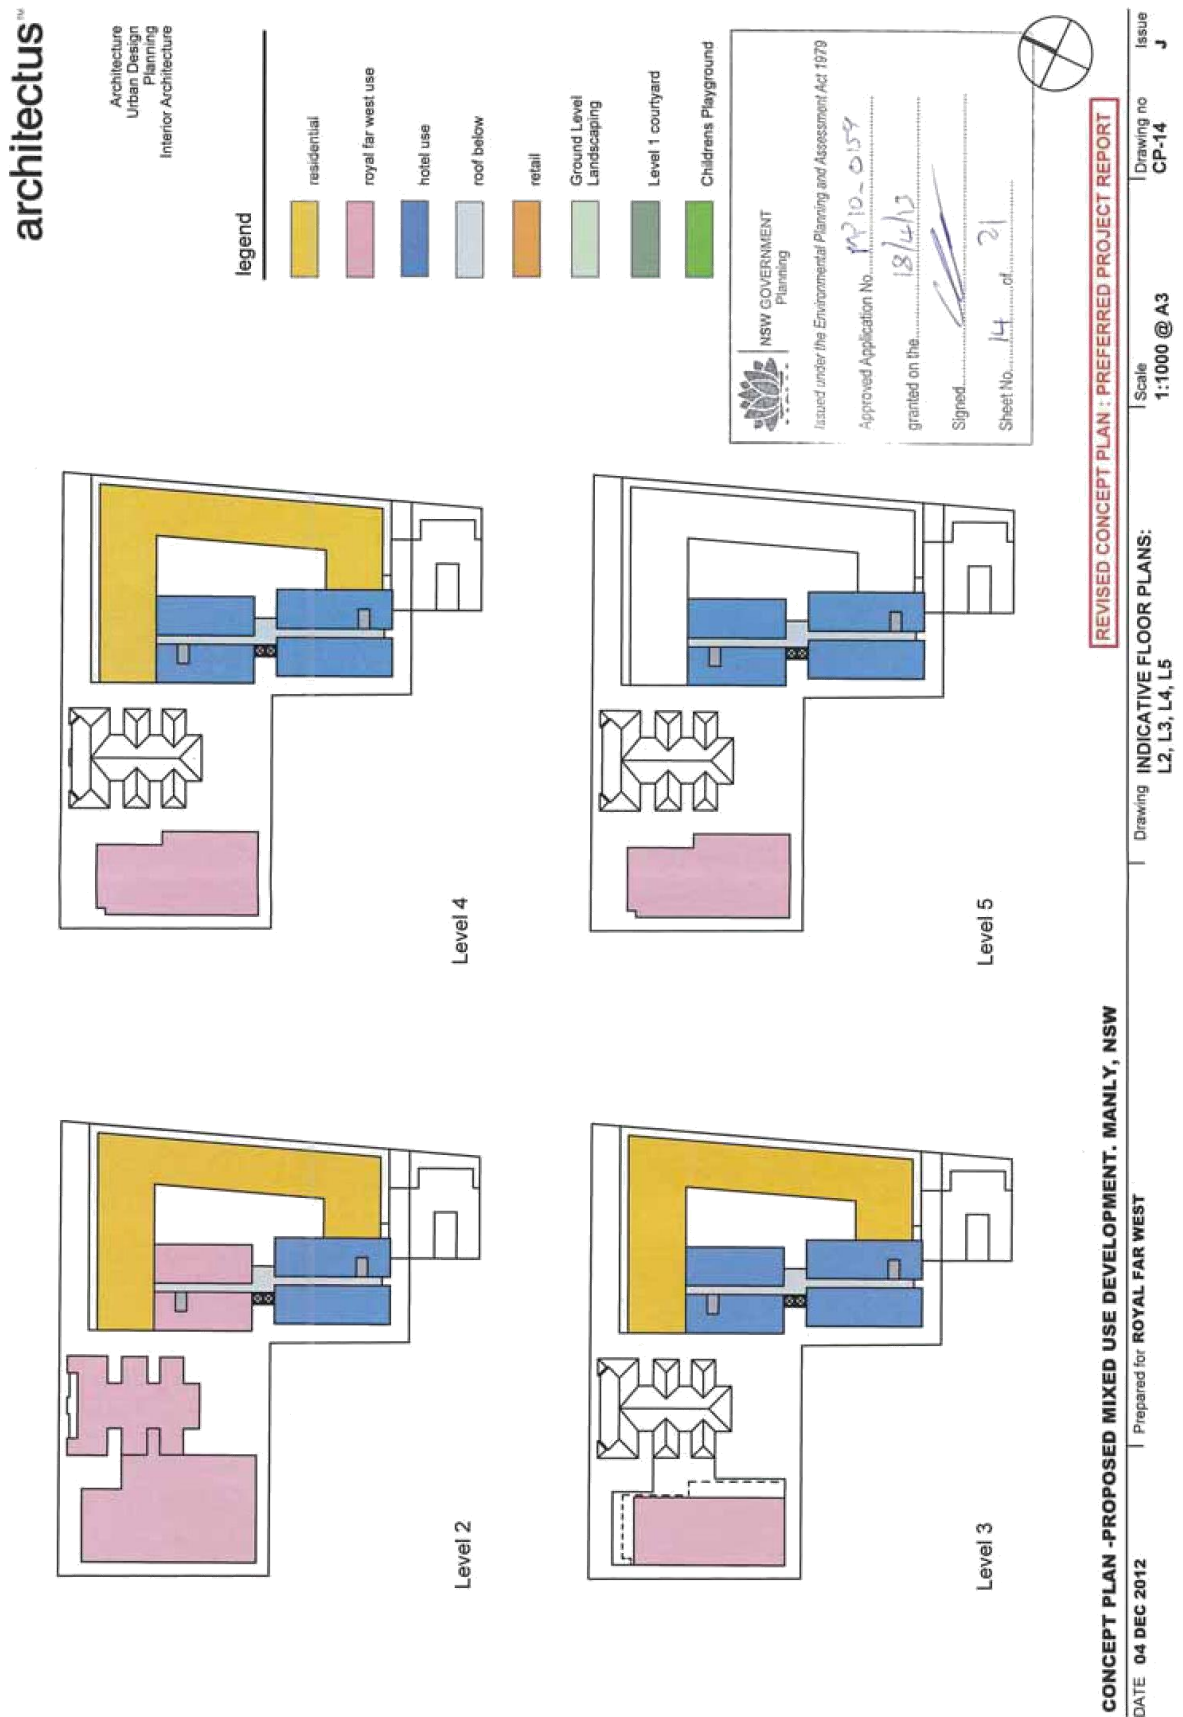 architectus™
Architecture
Urban Design
Planning
Interior Architecture
legend
residential
royal far west use
hotel use
roof below
retail
Ground Level
Landscaping
Level 1 courtyard
Childrens Playground
Level 2
Level 4
Level 3
Level 5
NSW GOVERNMENT
Planning
Issued under the Environmental Planning and Assessment Act 1979
Approved Application No. MP10_0159
granted on the 18/4/13
Signed
Sheet No. 14 of 21
REVISED CONCEPT PLAN : PREFERRED PROJECT REPORT
CONCEPT PLAN -PROPOSED MIXED USE DEVELOPMENT. MANLY, NSW
DATE 04 DEC 2012
Prepared for ROYAL FAR WEST
Drawing INDICATIVE FLOOR PLANS:
L2, L3, L4, L5
Scale
1:1000 @ A3
Drawing no
CP-14
Issue
J